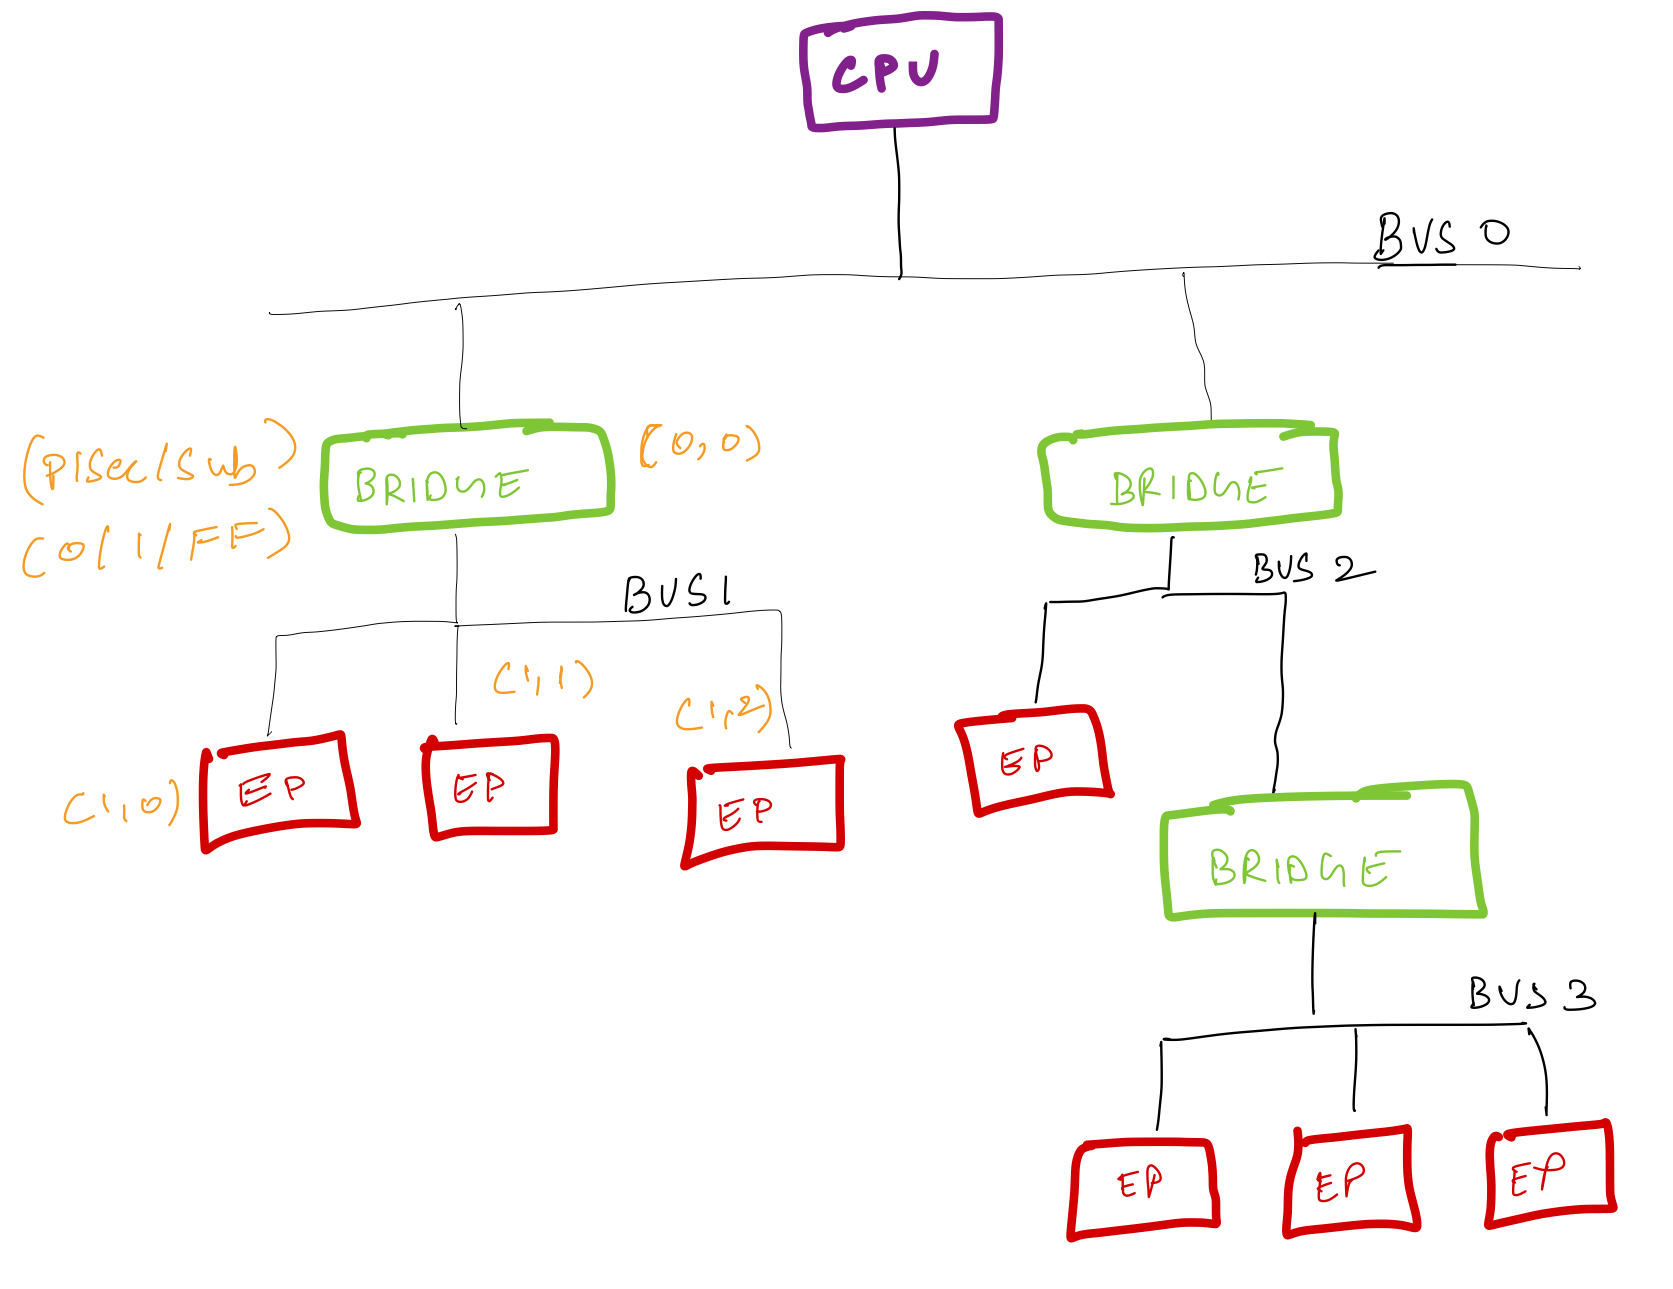 CPU
BUS 0
(P/Sec/Sub)
BRIDGE
(0,0)
BRIDGE
(0/1/FF)
BUS 2
BUS 1
(1,1)
(1,2)
EP
(1,0)
EP
EP
EP
BRIDGE
BUS 3
EP
EP
EP